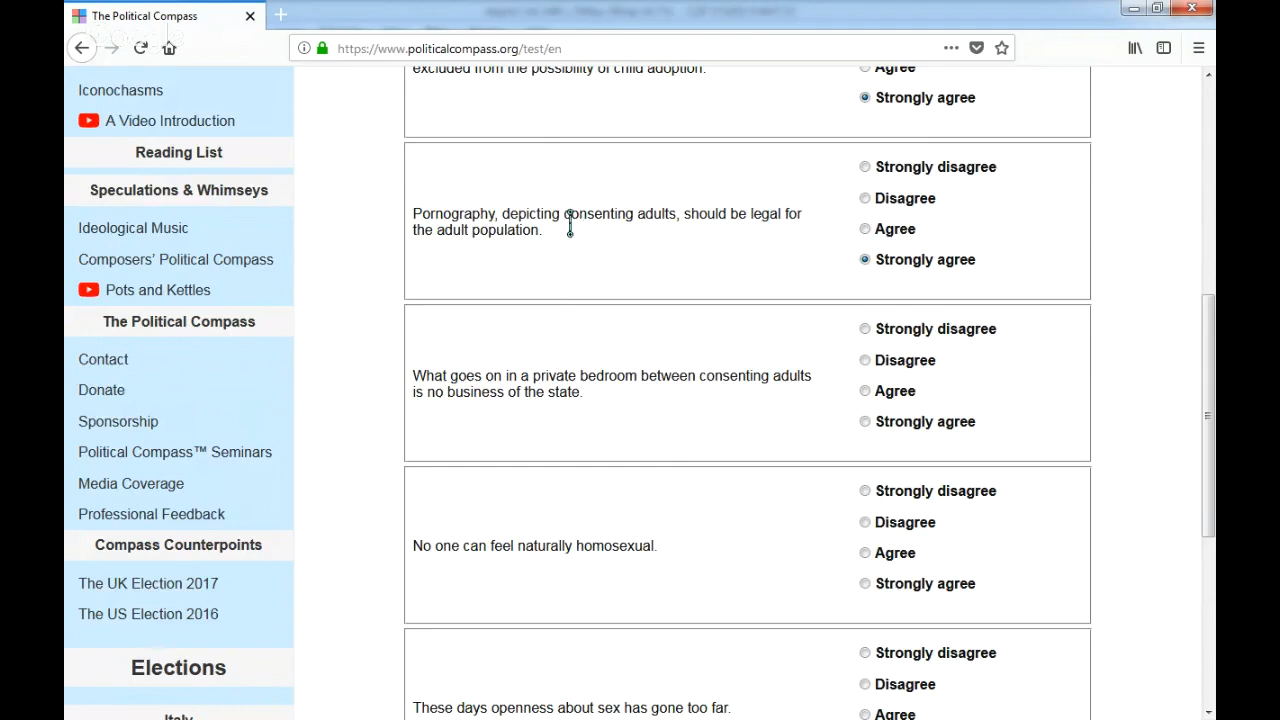 The Political Compass
https://www.politicalcompass.org/test/en
Iconochasms
A Video Introduction
Reading List
Speculations & Whimseys
Ideological Music
Composers' Political Compass
Pots and Kettles
The Political Compass
Contact
Donate
Sponsorship
Political Compass™ Seminars
Media Coverage
Professional Feedback
Compass Counterpoints
The UK Election 2017
The US Election 2016
Elections
Italy
excluded from the possibility of child adoption.
Agree
Strongly agree
Pornography, depicting consenting adults, should be legal for
the adult population.
Strongly disagree
Disagree
Agree
Strongly agree
What goes on in a private bedroom between consenting adults
is no business of the state.
Strongly disagree
Disagree
Agree
Strongly agree
No one can feel naturally homosexual.
Strongly disagree
Disagree
Agree
Strongly agree
These days openness about sex has gone too far.
Strongly disagree
Disagree
Agree